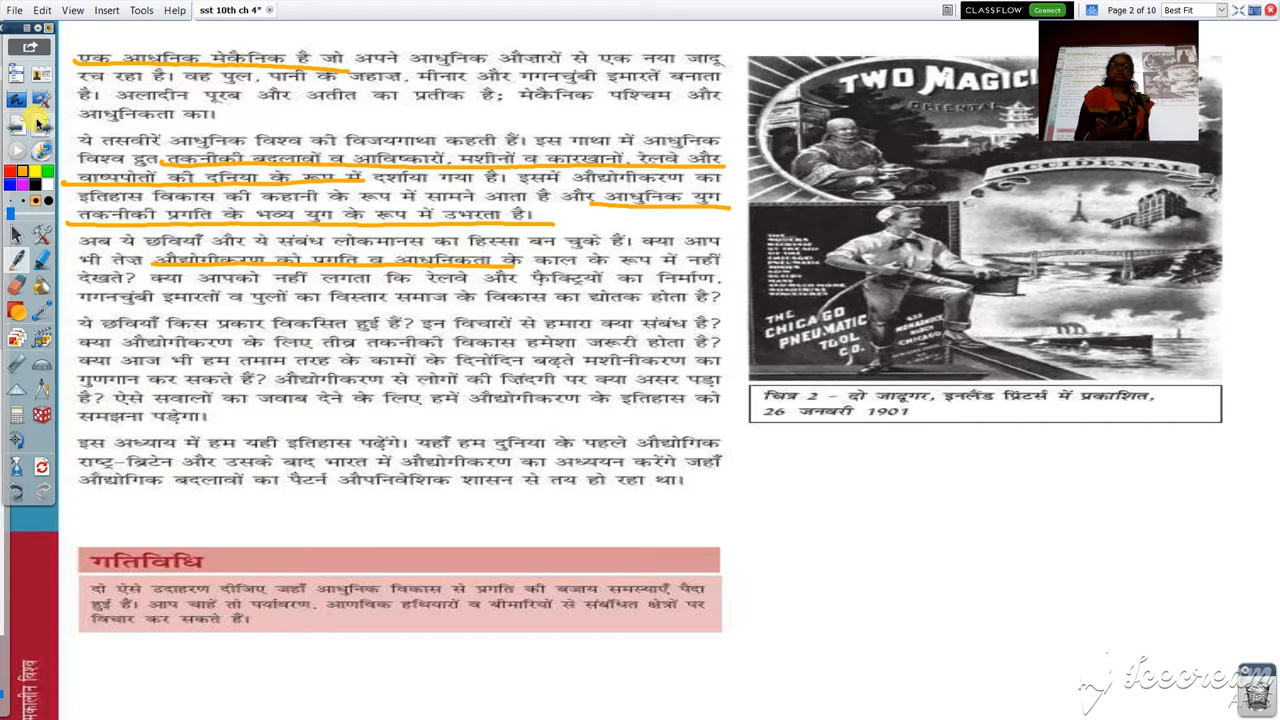 File Edit View Insert Tools Help
sst 10th ch 4*
CLASSFLOW Connect
Page 2 of 10
Best Fit
एक आधुनिक मेकैनिक है जो अपने आधुनिक औजारों से एक नया जादू
रच रहा है। वह पुल, पानी के जहाज़, मीनार और गगनचुंबी इमारतें बनाता
है। अलादीन पूरब और अतीत का प्रतीक है; मेकैनिक पश्चिम और
आधुनिकता का।
ये तसवीरें आधुनिक विश्व की विजयगाथा कहती हैं। इस गाथा में आधुनिक
विश्व द्रुत तकनीकी बदलावों व आविष्कारों, मशीनों व कारखानों, रेलवे और
वाष्पपोतों की दुनिया के रूप में दर्शाया गया है। इसमें औद्योगीकरण का
इतिहास विकास की कहानी के रूप में सामने आता है और आधुनिक युग
तकनीकी प्रगति के भव्य युग के रूप में उभरता है।
अब ये छवियाँ और ये संबंध लोकमानस का हिस्सा बन चुके हैं। क्या आप
भी तेज़ औद्योगीकरण को प्रगति व आधुनिकता के काल के रूप में नहीं
देखते? क्या आपको नहीं लगता कि रेलवे और फ़ैक्ट्रियों का निर्माण,
गगनचुंबी इमारतों व पुलों का विस्तार समाज के विकास का द्योतक होता है?
ये छवियाँ किस प्रकार विकसित हुई हैं? इन विचारों से हमारा क्या संबंध है?
क्या औद्योगीकरण के लिए तीव्र तकनीकी विकास हमेशा जरूरी होता है?
क्या आज भी हम तमाम तरह के कामों के दिनोंदिन बढ़ते मशीनीकरण का
गुणगान कर सकते हैं? औद्योगीकरण से लोगों की ज़िंदगी पर क्या असर पड़ा
है? ऐसे सवालों का जवाब देने के लिए हमें औद्योगीकरण के इतिहास को
समझना पड़ेगा।
इस अध्याय में हम यही इतिहास पढ़ेंगे। यहाँ हम दुनिया के पहले औद्योगिक
राष्ट्र-ब्रिटेन और उसके बाद भारत में औद्योगीकरण का अध्ययन करेंगे जहाँ
औद्योगिक बदलावों का पैटर्न औपनिवेशिक शासन से तय हो रहा था।
गतिविधि
दो ऐसे उदाहरण दीजिए जहाँ आधुनिक विकास से प्रगति की बजाय समस्याएँ पैदा
हुई हैं। आप चाहें तो पर्यावरण, आणविक हथियारों व बीमारियों से संबंधित क्षेत्रों पर
विचार कर सकते हैं।
TWO MAGIC
ORIENTAL
OCCIDENTAL
THE
CHICAGO
PNEUMATIC
TOOL
CO.
MONADNOCK
CHICAGO
चित्र 2 – दो जादूगर, इनलैंड प्रिंटर्स में प्रकाशित,
26 जनवरी 1901
Icecream
APPS